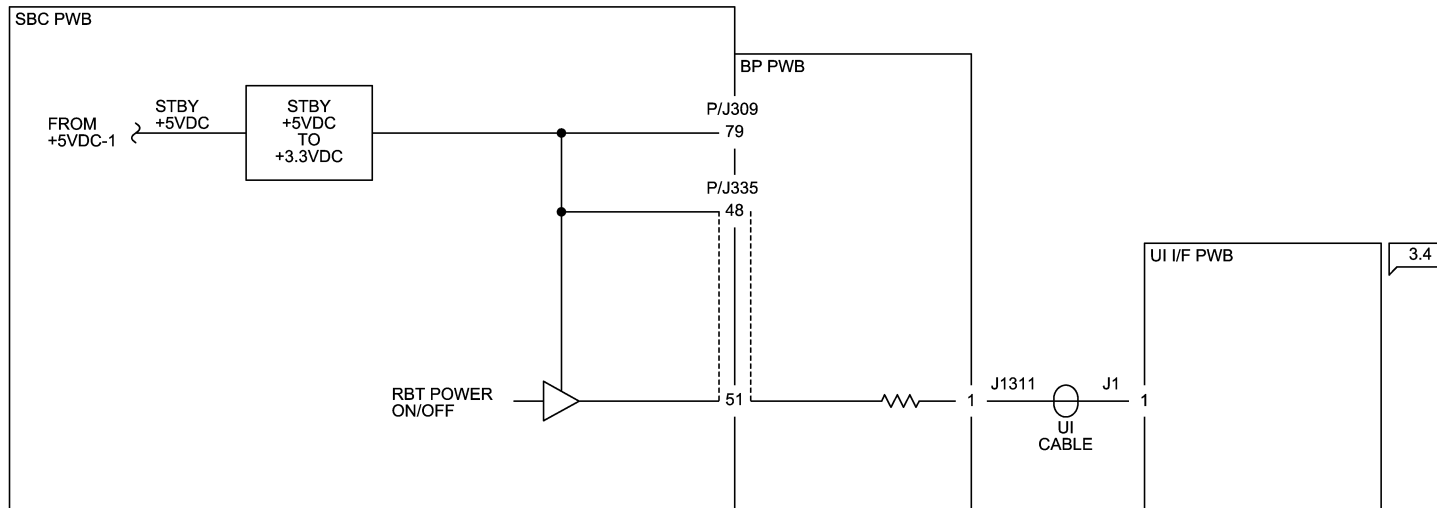 SBC PWB
BP PWB
FROM
+5VDC-1
STBY
+5VDC
STBY
+5VDC
TO
+3.3VDC
P/J309
79
P/J335
48
UI I/F PWB
3.4
RBT POWER
ON/OFF
51
1
J1311
J1
1
UI
CABLE